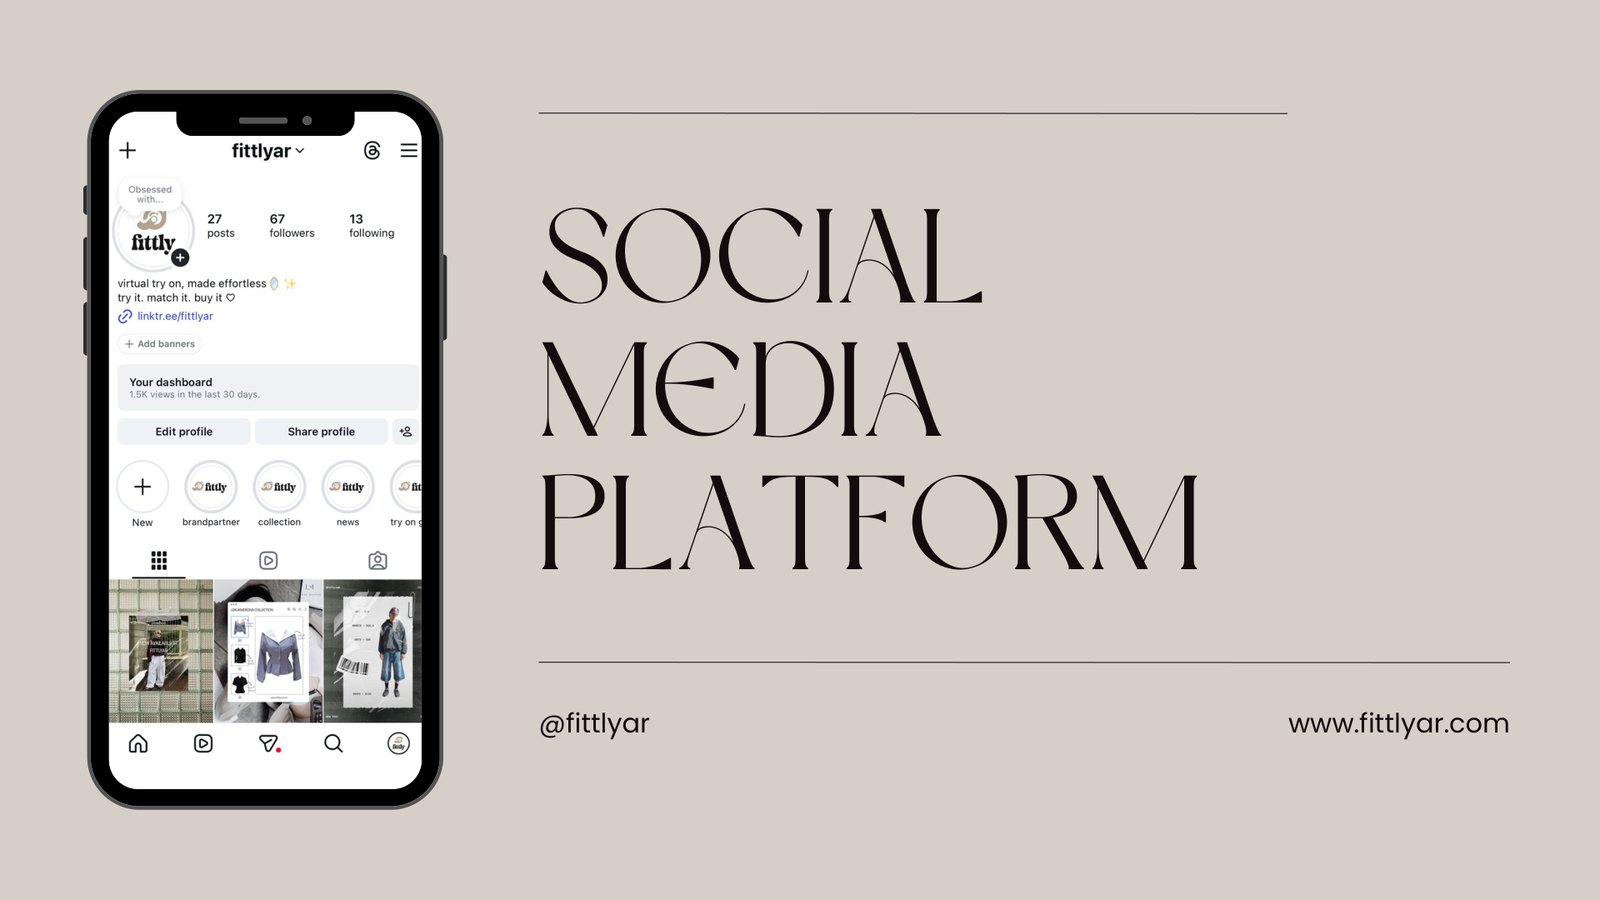 fittlyar
Obsessed
with...
fittly
27
posts
67
followers
13
following
virtual try on, made effortless
try it. match it. buy it
linktr.ee/fittlyar
Add banners
Your dashboard
1.5K views in the last 30 days.
Edit profile
Share profile
fittly
fittly
fittly
New
brandpartner
collection
news
try on
SOCIAL
MEDIA
PLATFORM
@fittlyar
www.fittlyar.com